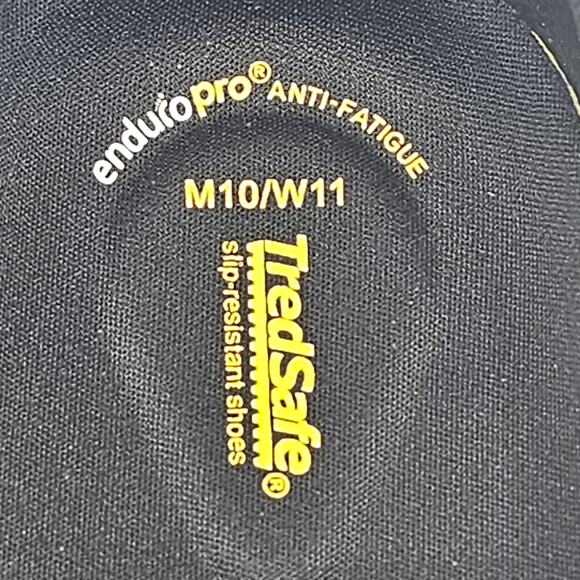 enduropro® ANTI-FATIGUE
M10/W11
TredSafe®
slip-resistant shoes